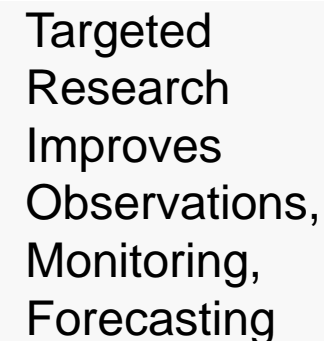 Targeted
Research
Improves
Observations,
Monitoring,
Forecasting